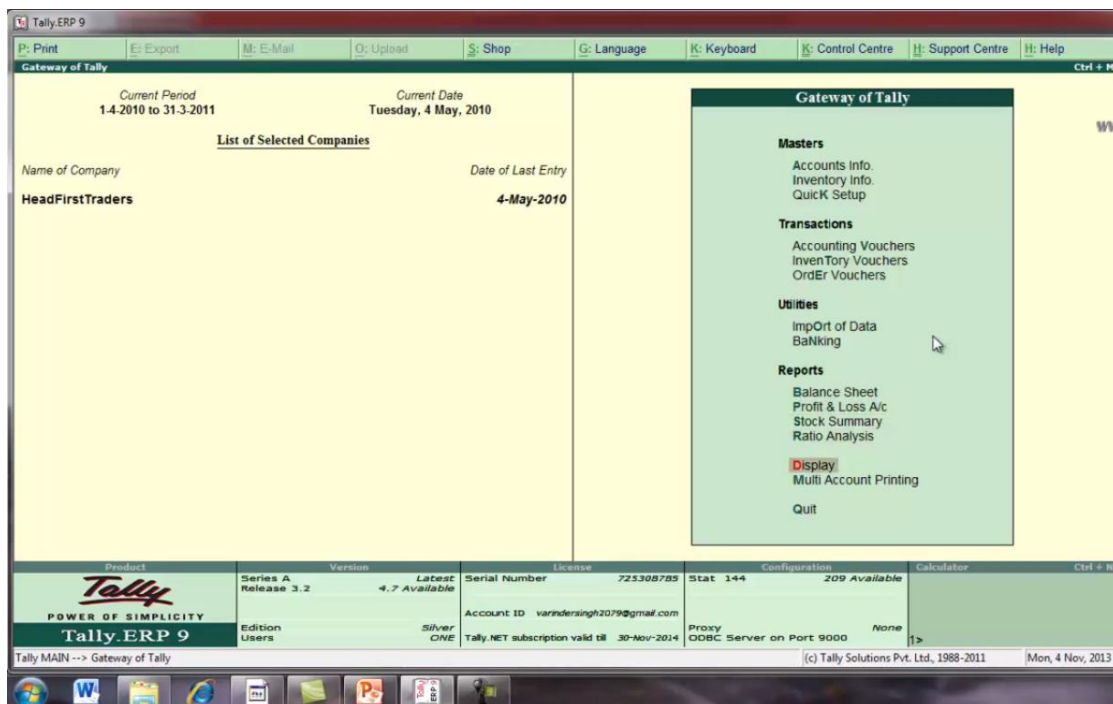 Tally.ERP 9
P: Print E: Export M: E-Mail O: Upload S: Shop G: Language K: Keyboard K: Control Centre H: Support Centre H: Help
Gateway of Tally Ctrl + M
Current Period Current Date
1-4-2010 to 31-3-2011 Tuesday, 4 May, 2010
List of Selected Companies
Name of Company Date of Last Entry
HeadFirstTraders 4-May-2010
Gateway of Tally
Masters
Accounts Info.
Inventory Info.
QuicK Setup
Transactions
Accounting Vouchers
InvenTory Vouchers
OrdEr Vouchers
Utilities
ImpOrt of Data
BaNking
Reports
Balance Sheet
Profit & Loss A/c
Stock Summary
Ratio Analysis
Display
Multi Account Printing
Quit
Product Version License Configuration Calculator Ctrl + N
Tally
POWER OF SIMPLICITY
Tally.ERP 9
Series A Latest
Release 3.2 4.7 Available
Edition Silver
Users ONE
Serial Number 725308785
Account ID varindersingh2079@gmail.com
Tally.NET subscription valid till 30-Nov-2014
Stat 144 209 Available
Proxy None
ODBC Server on Port 9000
1>
Tally MAIN --> Gateway of Tally (c) Tally Solutions Pvt. Ltd., 1988-2011 Mon, 4 Nov, 2013